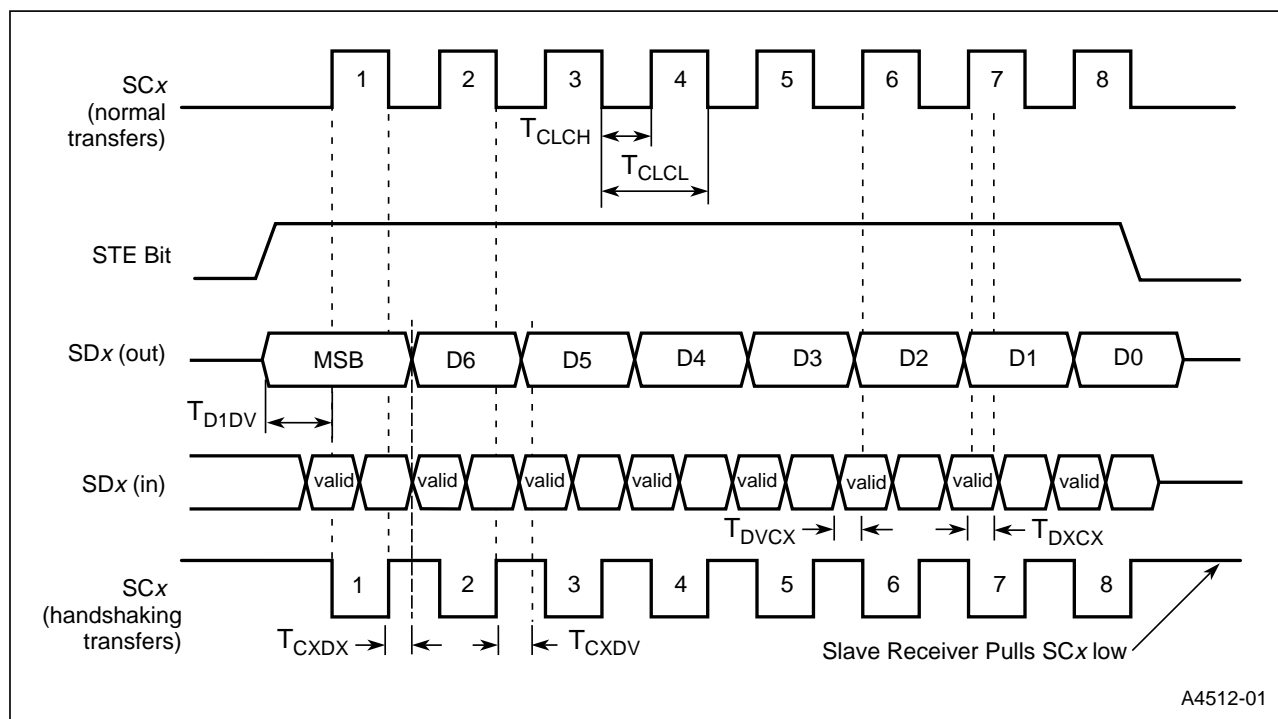 SCx
(normal
transfers)
1 2 3 4 5 6 7 8
TCLCH
TCLCL
STE Bit
SDx (out)
MSB D6 D5 D4 D3 D2 D1 D0
TD1DV
SDx (in)
valid valid valid valid valid valid valid valid
TDVCX
TDXCX
SCx
(handshaking
transfers)
1 2 3 4 5 6 7 8
TCXDX
TCXDV
Slave Receiver Pulls SCx low
A4512-01